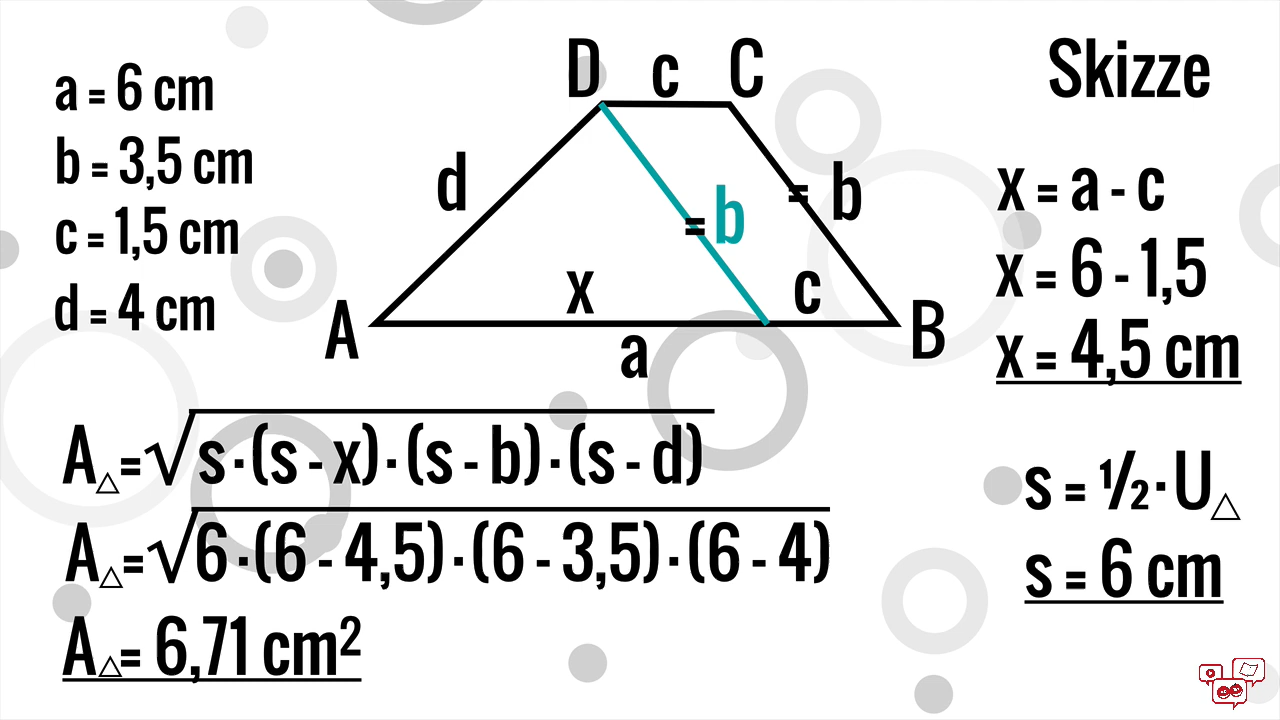 a = 6 cm
b = 3,5 cm
c = 1,5 cm
d = 4 cm
D c C
d
= b
= b
x
c
A
B
a
Skizze
x = a - c
x = 6 - 1,5
x = 4,5 cm
A△=√s·(s - x)·(s - b)·(s - d)
A△=√6·(6 - 4,5)·(6 - 3,5)·(6 - 4)
A△= 6,71 cm²
s = ½·U△
s = 6 cm